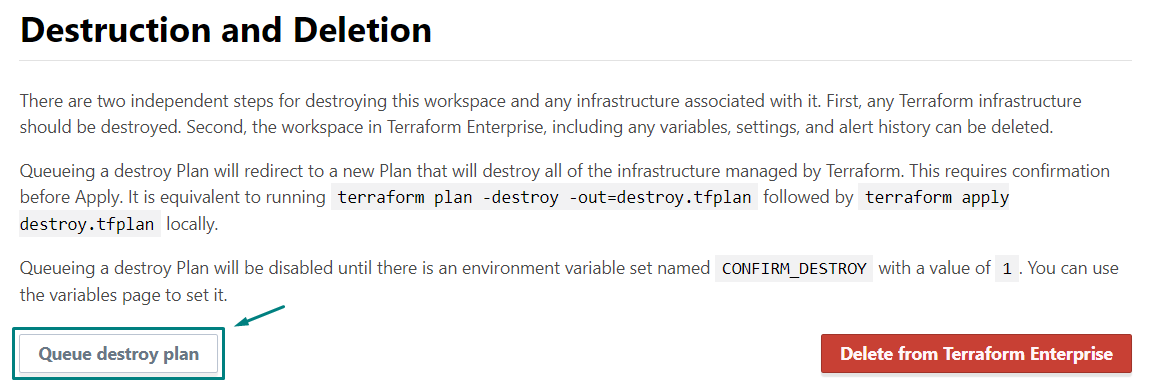 Destruction and Deletion
There are two independent steps for destroying this workspace and any infrastructure associated with it. First, any Terraform infrastructure
should be destroyed. Second, the workspace in Terraform Enterprise, including any variables, settings, and alert history can be deleted.
Queueing a destroy Plan will redirect to a new Plan that will destroy all of the infrastructure managed by Terraform. This requires confirmation
before Apply. It is equivalent to running terraform plan -destroy -out=destroy.tfplan followed by terraform apply
destroy.tfplan locally.
Queueing a destroy Plan will be disabled until there is an environment variable set named CONFIRM_DESTROY with a value of 1 . You can use
the variables page to set it.
Queue destroy plan
Delete from Terraform Enterprise